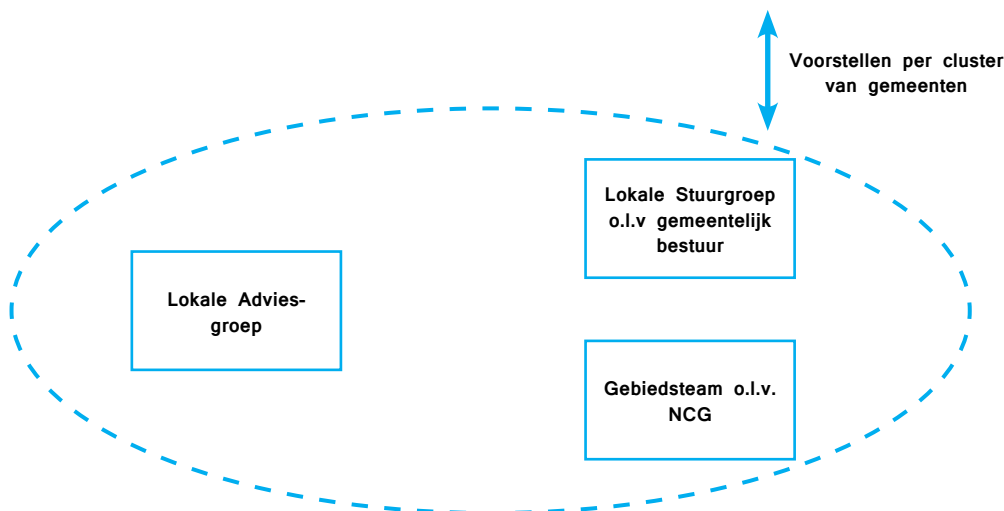 Voorstellen per cluster
van gemeenten
Lokale Stuurgroep
o.l.v gemeentelijk
bestuur
Lokale Advies-
groep
Gebiedsteam o.l.v.
NCG